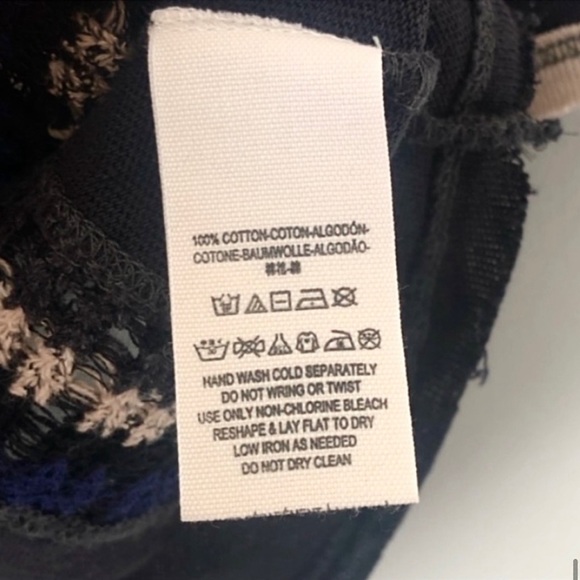 100% COTTON-COTON-ALGODÓN-
COTONE-BAUMWOLLE-ALGODÃO-
HAND WASH COLD SEPARATELY
DO NOT WRING OR TWIST
USE ONLY NON-CHLORINE BLEACH
RESHAPE & LAY FLAT TO DRY
LOW IRON AS NEEDED
DO NOT DRY CLEAN